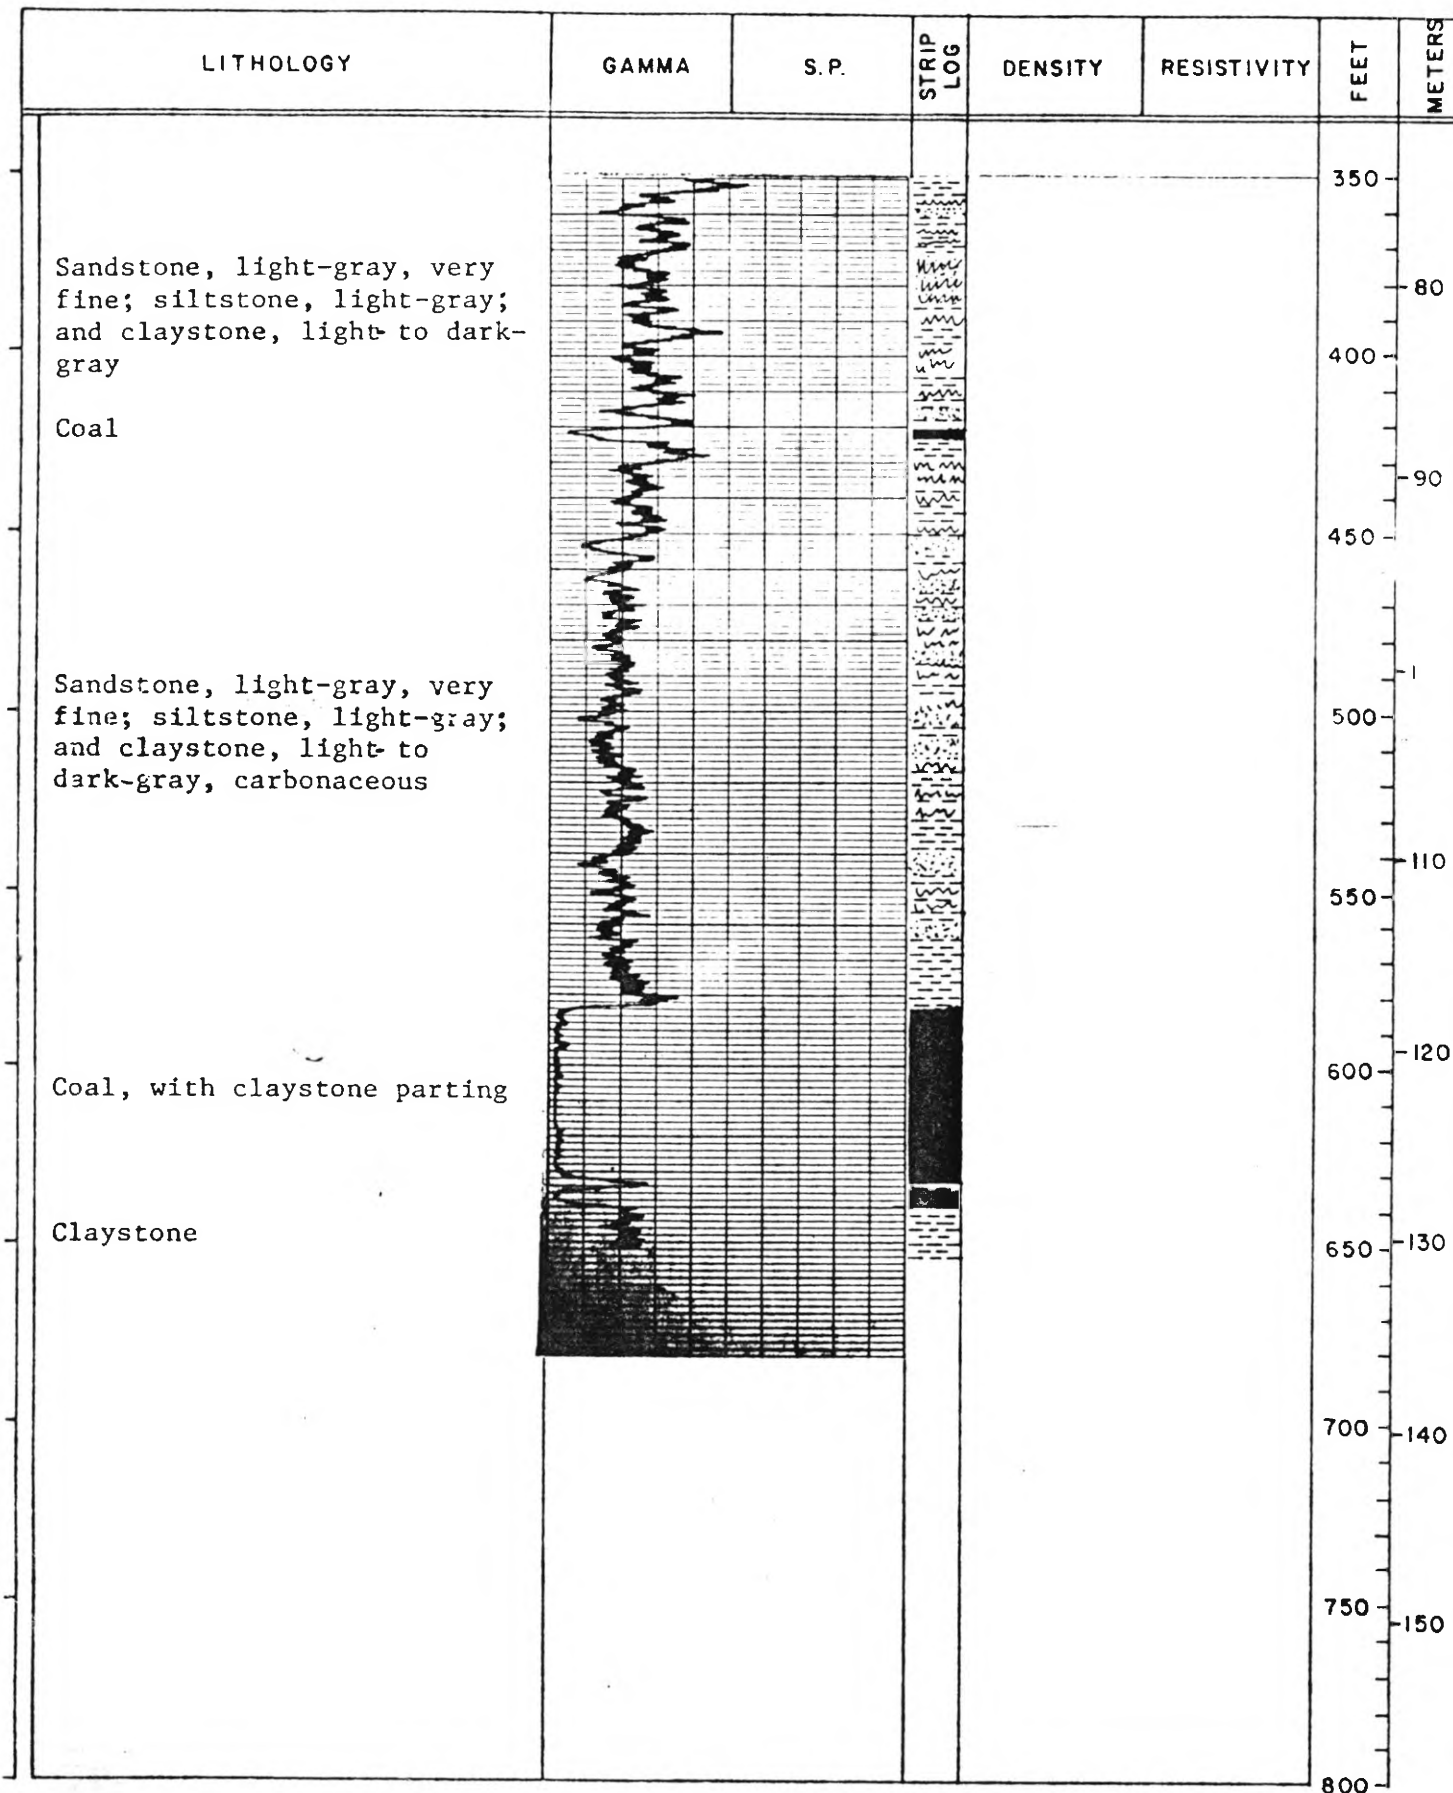 LITHOLOGY GAMMA S.P. STRIP LOG DENSITY RESISTIVITY FEET METERS
350
Sandstone, light-gray, very
fine; siltstone, light-gray;
and claystone, light- to dark-
gray
80
400
Coal
90
450
Sandstone, light-gray, very
fine; siltstone, light-gray;
and claystone, light- to
dark-gray, carbonaceous
1
500
110
550
120
600
Coal, with claystone parting
Claystone
650
130
700
140
750
150
800